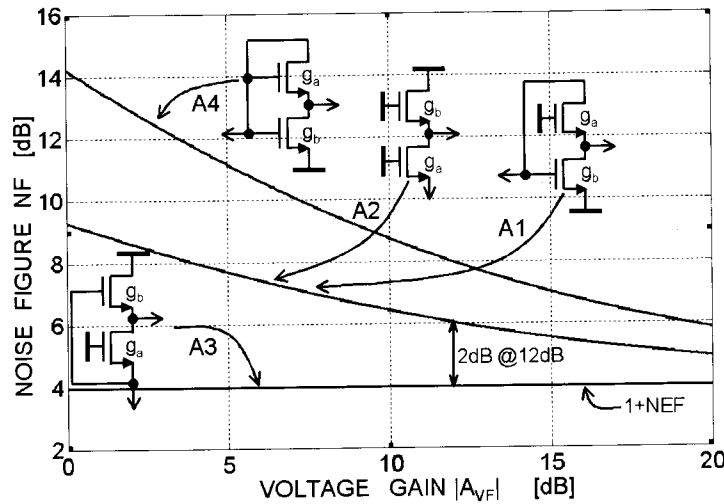 NOISE FIGURE NF [dB]
16
14
12
10
8
6
4
2
0
5
10
15
20
VOLTAGE GAIN |A_VF| [dB]
A4
g_a
g_b
g_b
g_a
A2
g_a
g_b
A1
g_b
g_a
A3
2dB @12dB
1+NEF